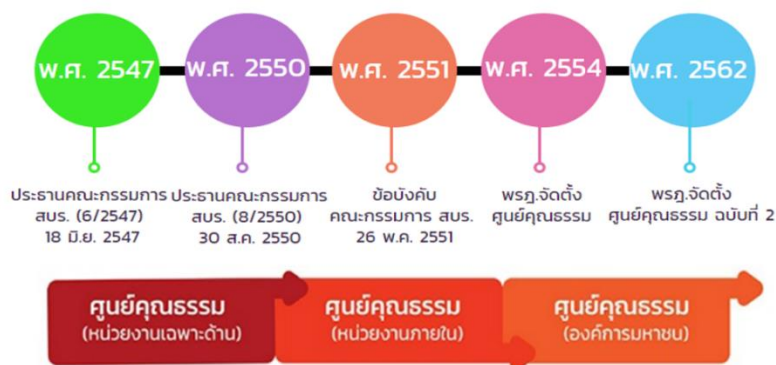 พ.ศ. 2547
พ.ศ. 2550
พ.ศ. 2551
พ.ศ. 2554
พ.ศ. 2562
ประธานคณะกรรมการ
สบร. (6/2547)
18 มิ.ย. 2547
ประธานคณะกรรมการ
สบร. (8/2550)
30 ส.ค. 2550
ข้อบังคับ
คณะกรรมการ สบร.
26 พ.ค. 2551
พรฎ.จัดตั้ง
ศูนย์คุณธรรม
พรฎ.จัดตั้ง
ศูนย์คุณธรรม ฉบับที่ 2
ศูนย์คุณธรรม
(หน่วยงานเฉพาะด้าน)
ศูนย์คุณธรรม
(หน่วยงานภายใน)
ศูนย์คุณธรรม
(องค์การมหาชน)